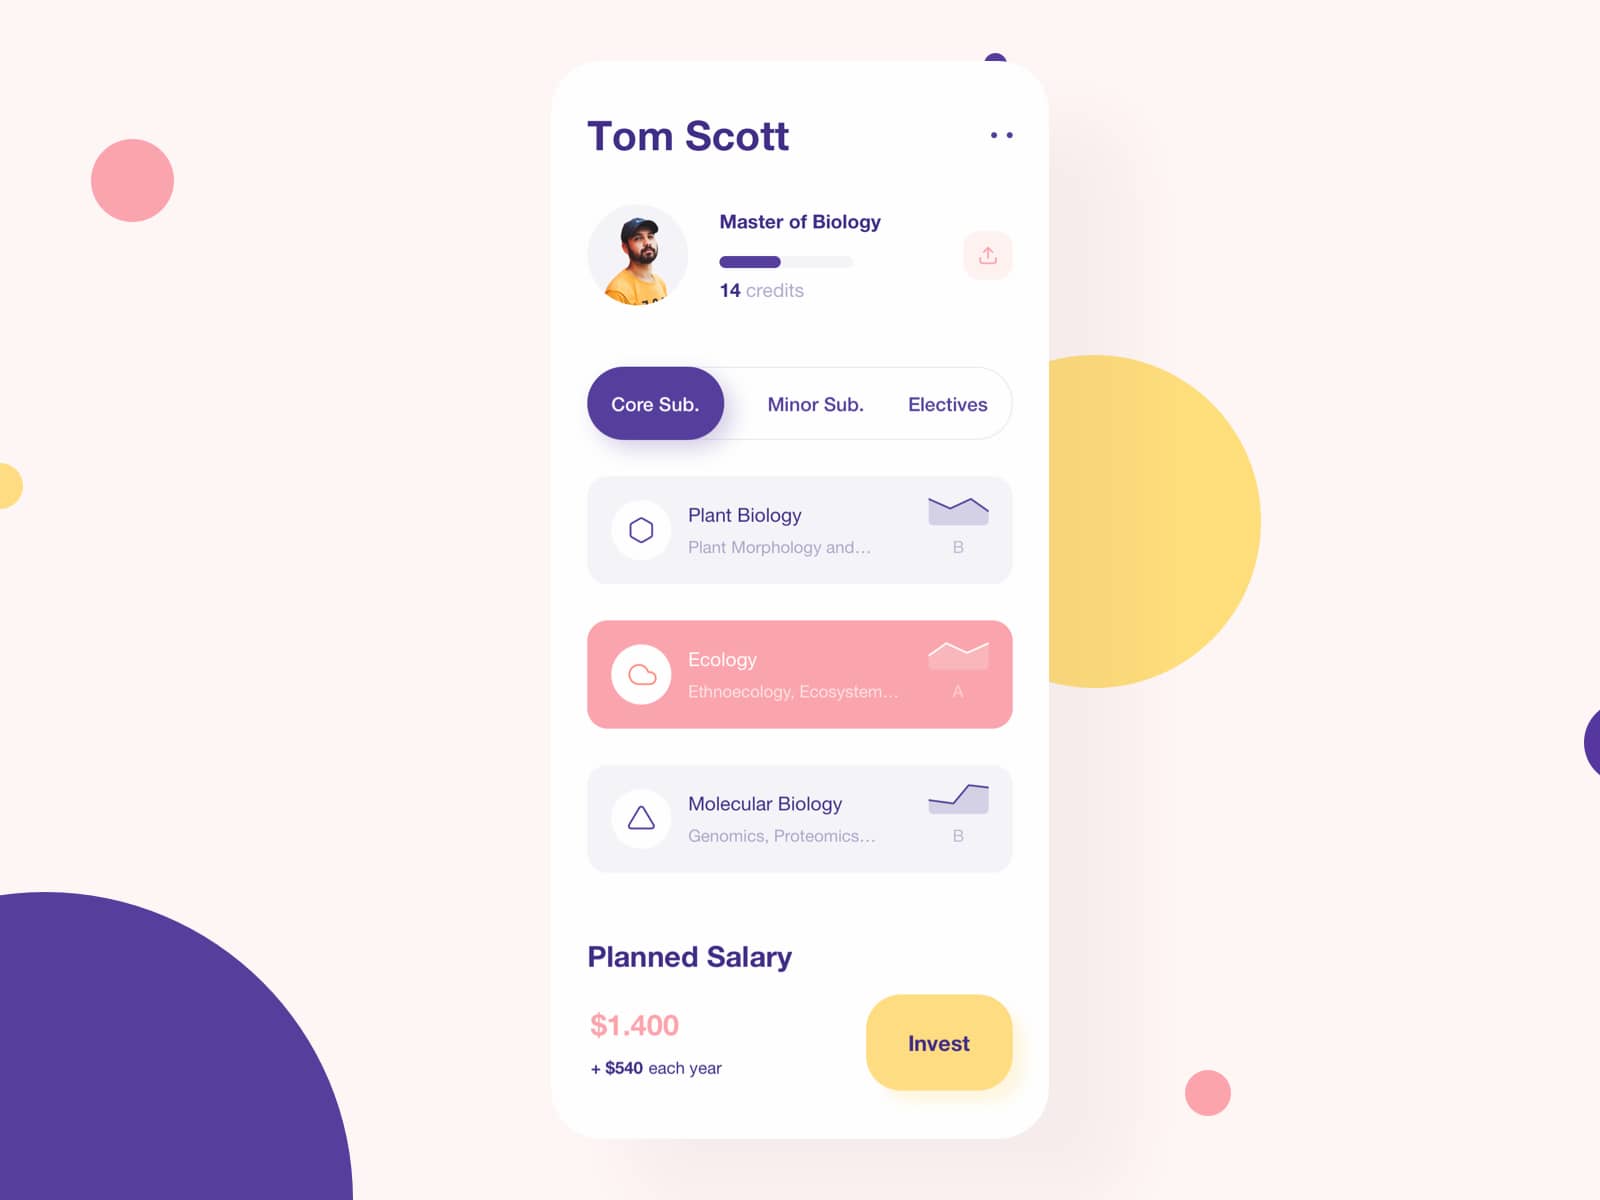 Tom Scott
Master of Biology
14 credits
Core Sub.
Minor Sub.
Electives
Plant Biology
Plant Morphology and...
B
Ecology
Ethnoecology, Ecosystem...
A
Molecular Biology
Genomics, Proteomics...
B
Planned Salary
$1.400
+ $540 each year
Invest